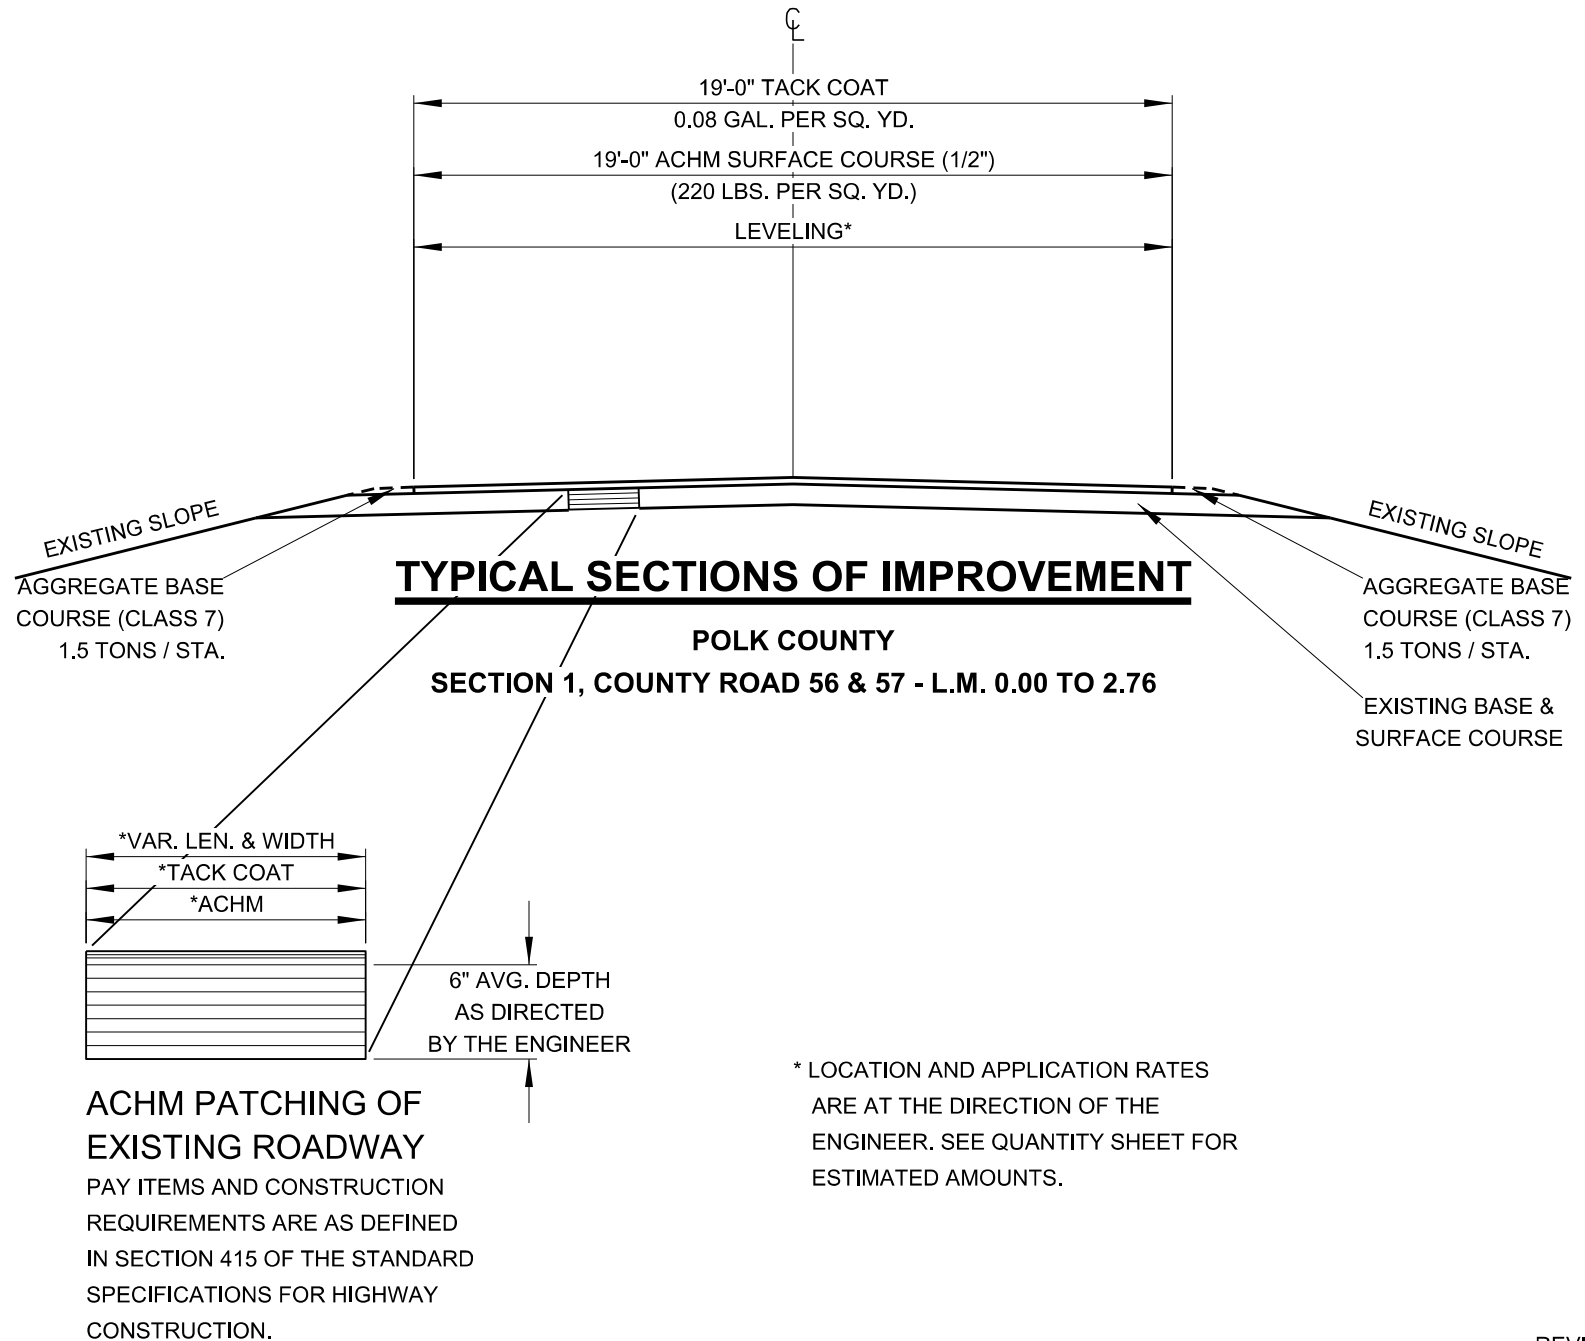 ℄
19'-0" TACK COAT
0.08 GAL. PER SQ. YD.
19'-0" ACHM SURFACE COURSE (1/2")
(220 LBS. PER SQ. YD.)
LEVELING*
EXISTING SLOPE
EXISTING SLOPE
AGGREGATE BASE
COURSE (CLASS 7)
1.5 TONS / STA.
TYPICAL SECTIONS OF IMPROVEMENT
POLK COUNTY
SECTION 1, COUNTY ROAD 56 & 57 - L.M. 0.00 TO 2.76
AGGREGATE BASE
COURSE (CLASS 7)
1.5 TONS / STA.
EXISTING BASE &
SURFACE COURSE
*VAR. LEN. & WIDTH
*TACK COAT
*ACHM
6" AVG. DEPTH
AS DIRECTED
BY THE ENGINEER
ACHM PATCHING OF
EXISTING ROADWAY
PAY ITEMS AND CONSTRUCTION
REQUIREMENTS ARE AS DEFINED
IN SECTION 415 OF THE STANDARD
SPECIFICATIONS FOR HIGHWAY
CONSTRUCTION.
* LOCATION AND APPLICATION RATES
ARE AT THE DIRECTION OF THE
ENGINEER. SEE QUANTITY SHEET FOR
ESTIMATED AMOUNTS.